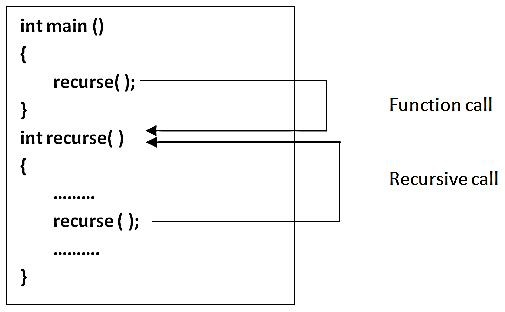 int main ()
{
recurse( );
}
int recurse( )
{
.........
recurse ( );
..........
}
Function call
Recursive call